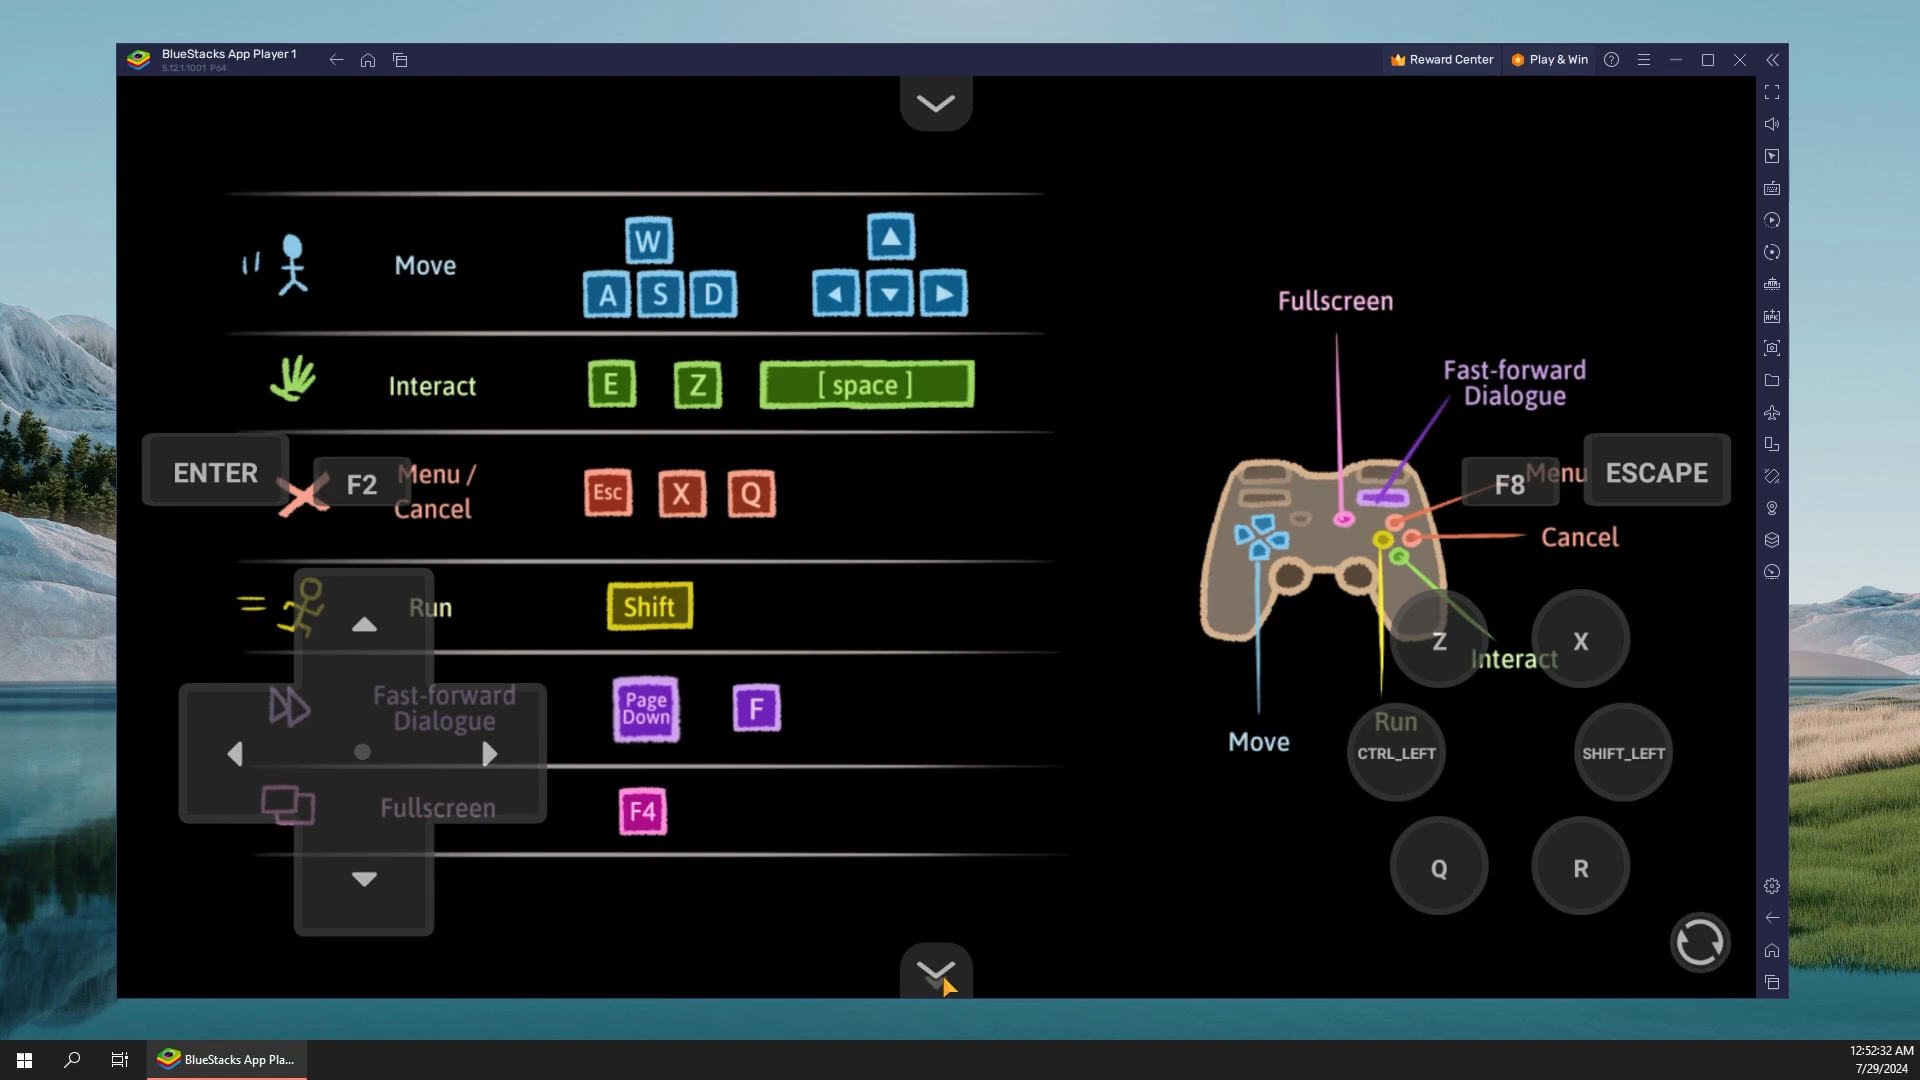 BlueStacks App Player 1
5.12.1.1001 P64
Reward Center
Play & Win
Move
W
A S D
Interact
E Z [ space ]
ENTER
F2
Menu /
Cancel
Esc X Q
Run
Shift
Fast-forward
Dialogue
Page
Down
F
Fullscreen
F4
Fullscreen
Fast-forward
Dialogue
F8
Menu
ESCAPE
Cancel
Z
X
Interact
Move
Run
CTRL_LEFT
SHIFT_LEFT
Q
R
BlueStacks App Pla...
12:52:32 AM
7/29/2024